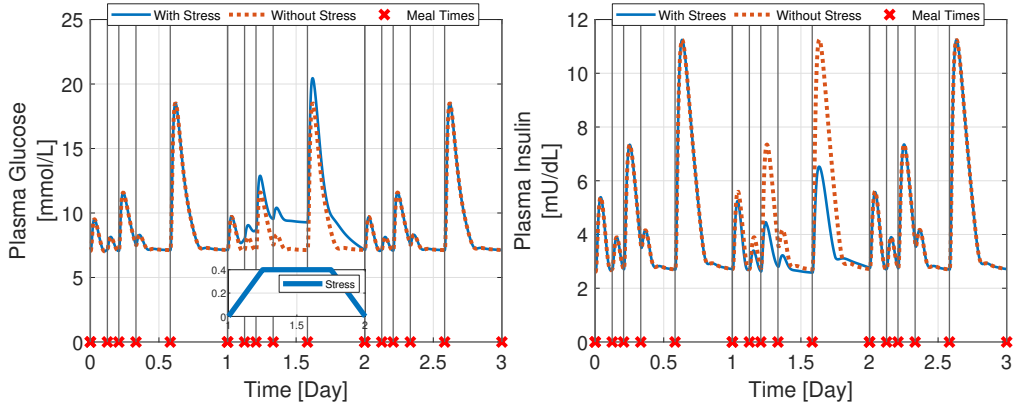 With Stress Without Stress Meal Times
25
20
15
10
5
0
Plasma Glucose
[mmol/L]
0.4
0.2
0
Stress
1 1.5 2
0 0.5 1 1.5 2 2.5 3
Time [Day]
With Strees Without Stress Meal Times
12
10
8
6
4
2
0
Plasma Insulin
[mU/dL]
0 0.5 1 1.5 2 2.5 3
Time [Day]